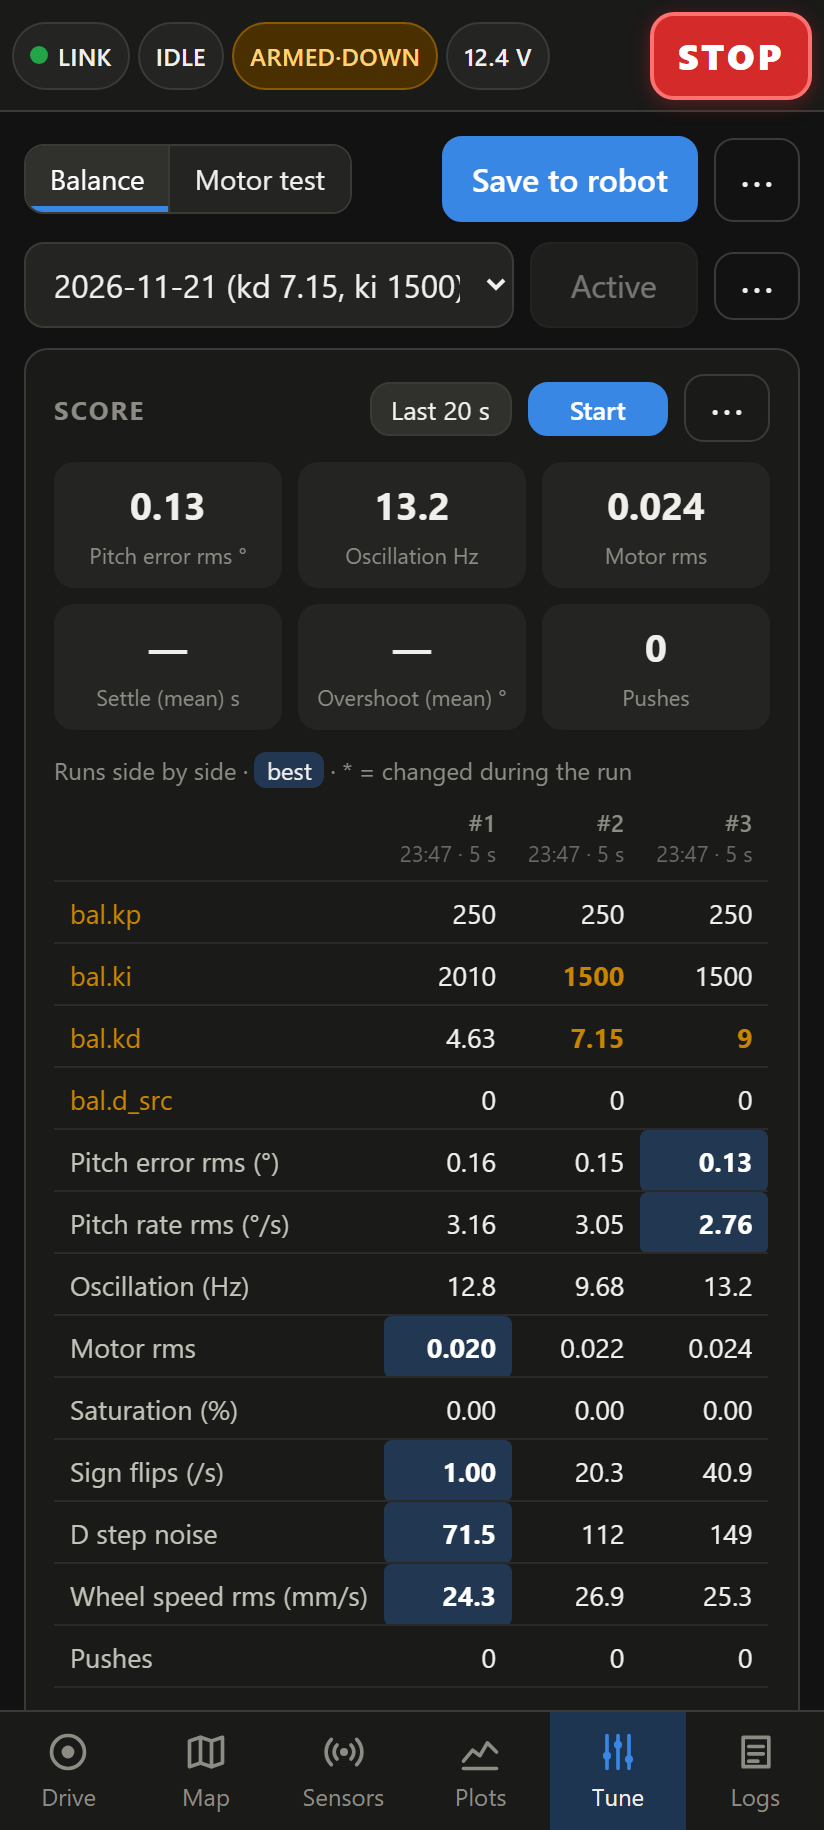 LINK IDLE ARMED·DOWN 12.4 V STOP
Balance Motor test Save to robot ...
2026-11-21 (kd 7.15, ki 1500) Active ...
SCORE Last 20 s Start ...
0.13 13.2 0.024
Pitch error rms ° Oscillation Hz Motor rms
— — 0
Settle (mean) s Overshoot (mean) ° Pushes
Runs side by side · best · * = changed during the run
#1 #2 #3
23:47 · 5 s 23:47 · 5 s 23:47 · 5 s
bal.kp 250 250 250
bal.ki 2010 1500 1500
bal.kd 4.63 7.15 9
bal.d_src 0 0 0
Pitch error rms (°) 0.16 0.15 0.13
Pitch rate rms (°/s) 3.16 3.05 2.76
Oscillation (Hz) 12.8 9.68 13.2
Motor rms 0.020 0.022 0.024
Saturation (%) 0.00 0.00 0.00
Sign flips (/s) 1.00 20.3 40.9
D step noise 71.5 112 149
Wheel speed rms (mm/s) 24.3 26.9 25.3
Pushes 0 0 0
Drive Map Sensors Plots Tune Logs